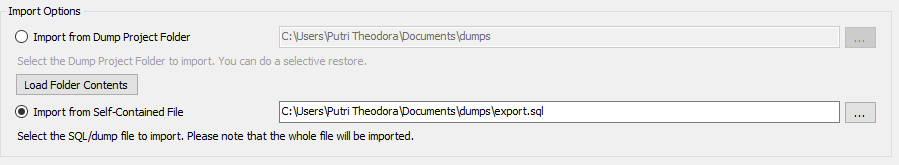 Import Options
Import from Dump Project Folder C:\Users\Putri Theodora\Documents\dumps ...
Select the Dump Project Folder to import. You can do a selective restore.
Load Folder Contents
Import from Self-Contained File C:\Users\Putri Theodora\Documents\dumps\export.sql ...
Select the SQL/dump file to import. Please note that the whole file will be imported.